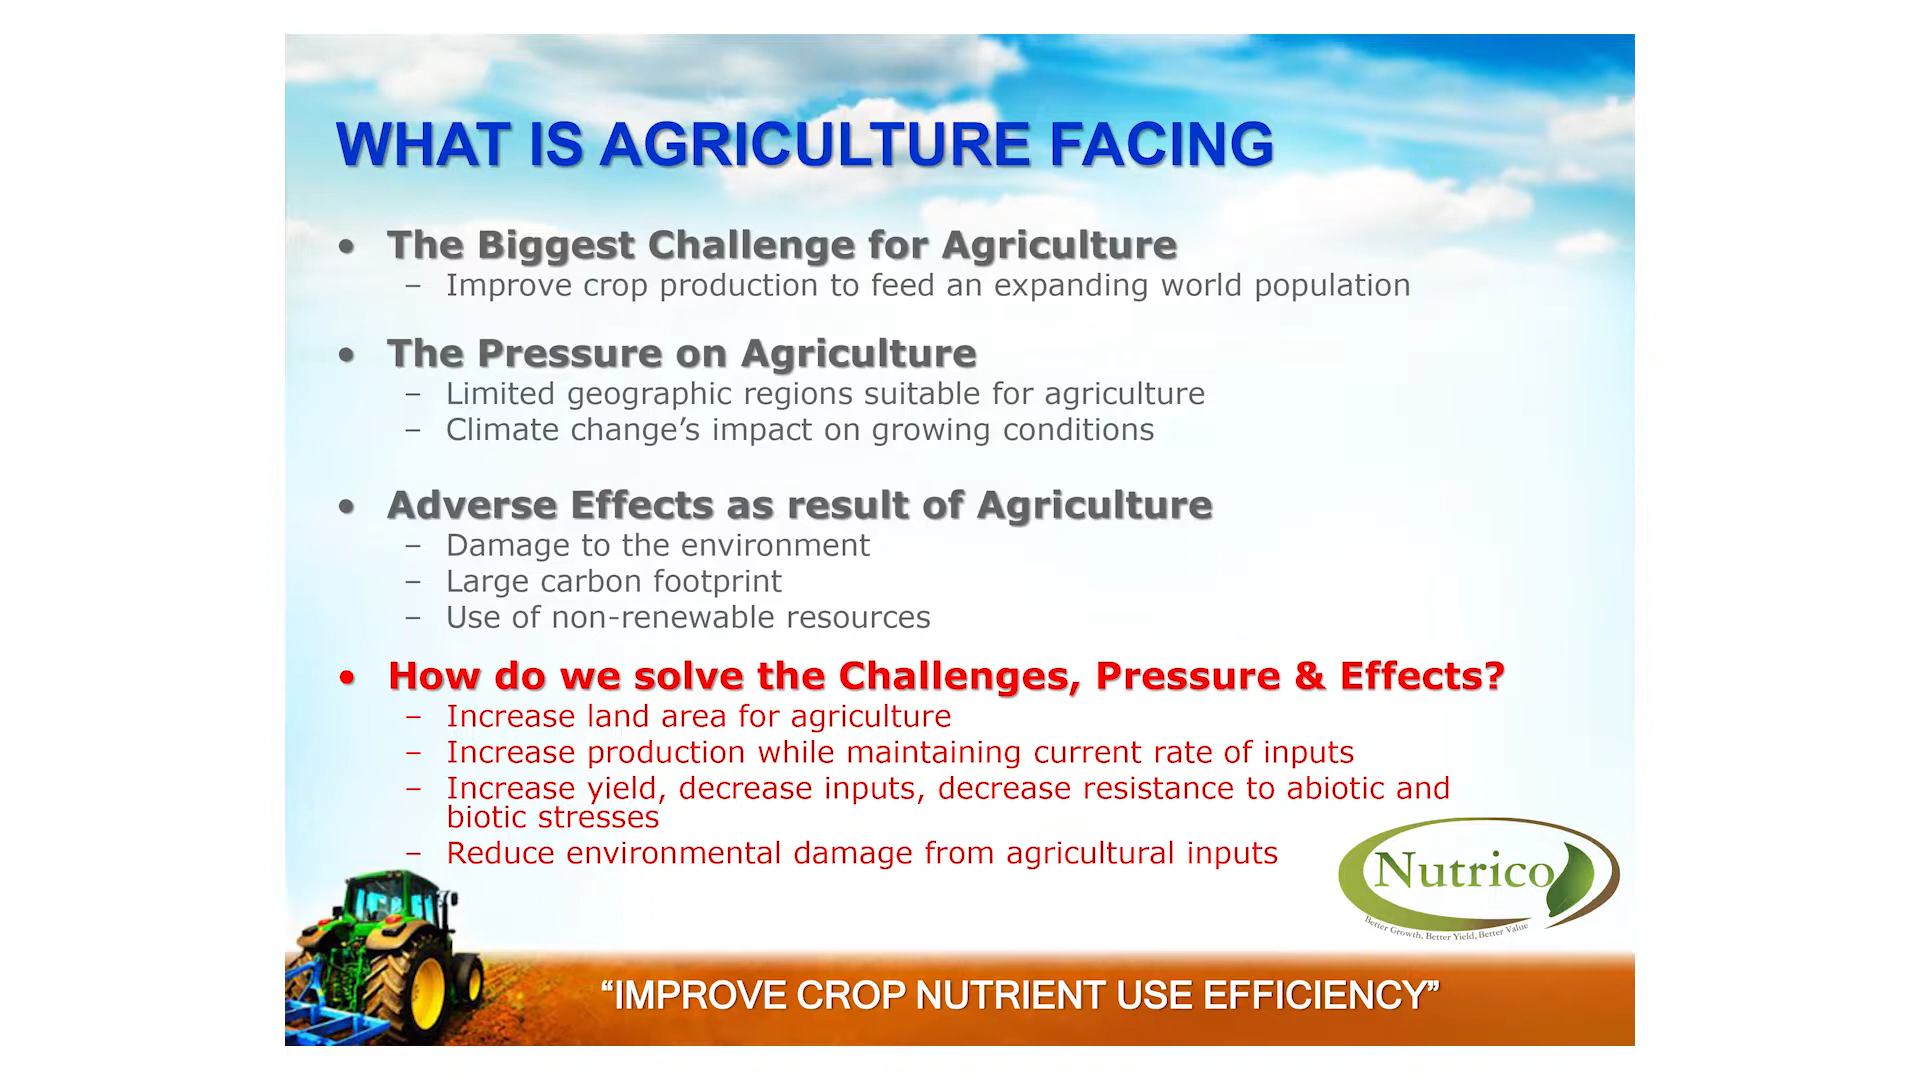 WHAT IS AGRICULTURE FACING
• The Biggest Challenge for Agriculture
– Improve crop production to feed an expanding world population
• The Pressure on Agriculture
– Limited geographic regions suitable for agriculture
– Climate change’s impact on growing conditions
• Adverse Effects as result of Agriculture
– Damage to the environment
– Large carbon footprint
– Use of non-renewable resources
• How do we solve the Challenges, Pressure & Effects?
– Increase land area for agriculture
– Increase production while maintaining current rate of inputs
– Increase yield, decrease inputs, decrease resistance to abiotic and
biotic stresses
– Reduce environmental damage from agricultural inputs
Nutrico
Better Growth, Better Yield, Better Value
“IMPROVE CROP NUTRIENT USE EFFICIENCY”